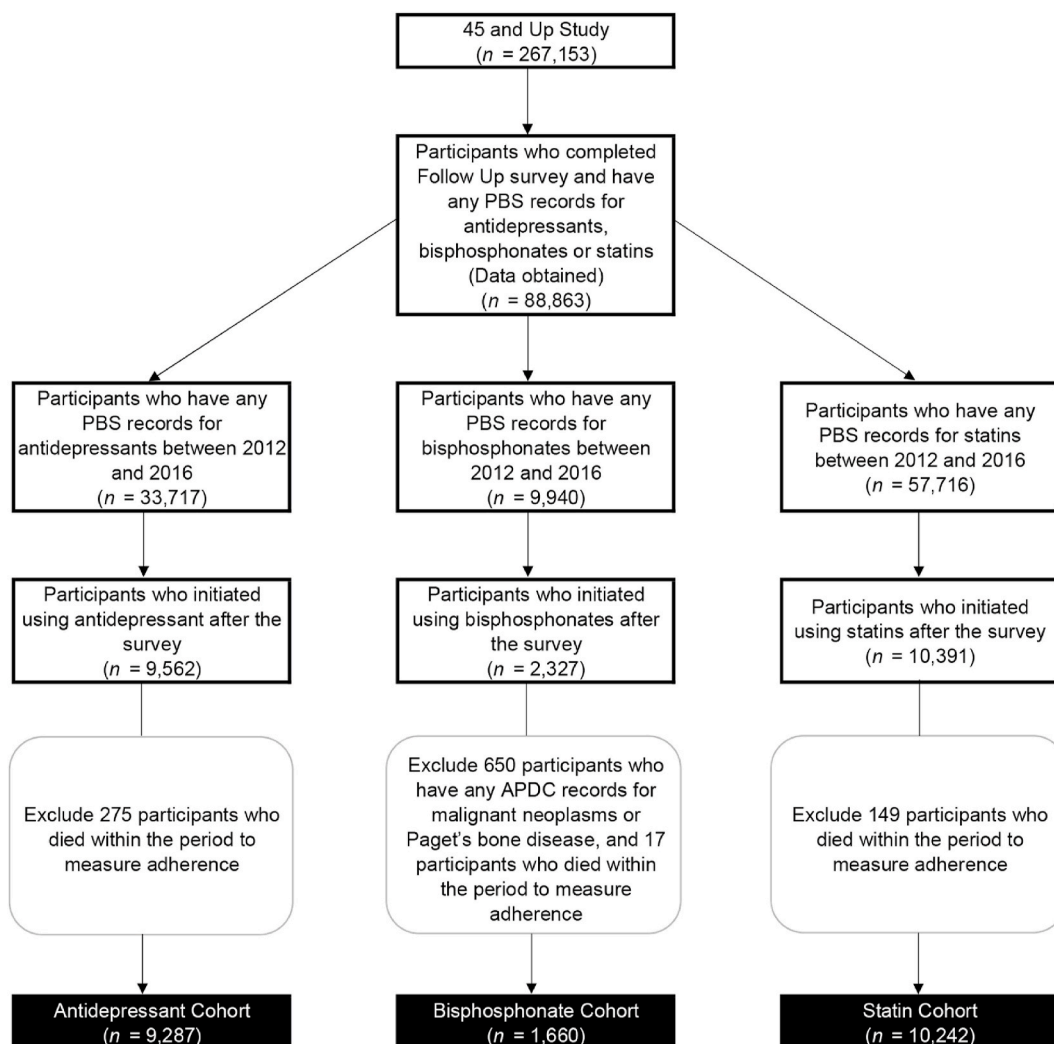 45 and Up Study
(n = 267,153)
Participants who completed
Follow Up survey and have
any PBS records for
antidepressants,
bisphosphonates or statins
(Data obtained)
(n = 88,863)
Participants who have any
PBS records for
antidepressants between 2012
and 2016
(n = 33,717)
Participants who have any
PBS records for
bisphosphonates between
2012 and 2016
(n = 9,940)
Participants who have any
PBS records for statins
between 2012 and 2016
(n = 57,716)
Participants who initiated
using antidepressant after the
survey
(n = 9,562)
Participants who initiated
using bisphosphonates after
the survey
(n = 2,327)
Participants who initiated
using statins after the survey
(n = 10,391)
Exclude 275 participants who
died within the period to
measure adherence
Exclude 650 participants who
have any APDC records for
malignant neoplasms or
Paget's bone disease, and 17
participants who died within
the period to measure
adherence
Exclude 149 participants who
died within the period to
measure adherence
Antidepressant Cohort
(n = 9,287)
Bisphosphonate Cohort
(n = 1,660)
Statin Cohort
(n = 10,242)